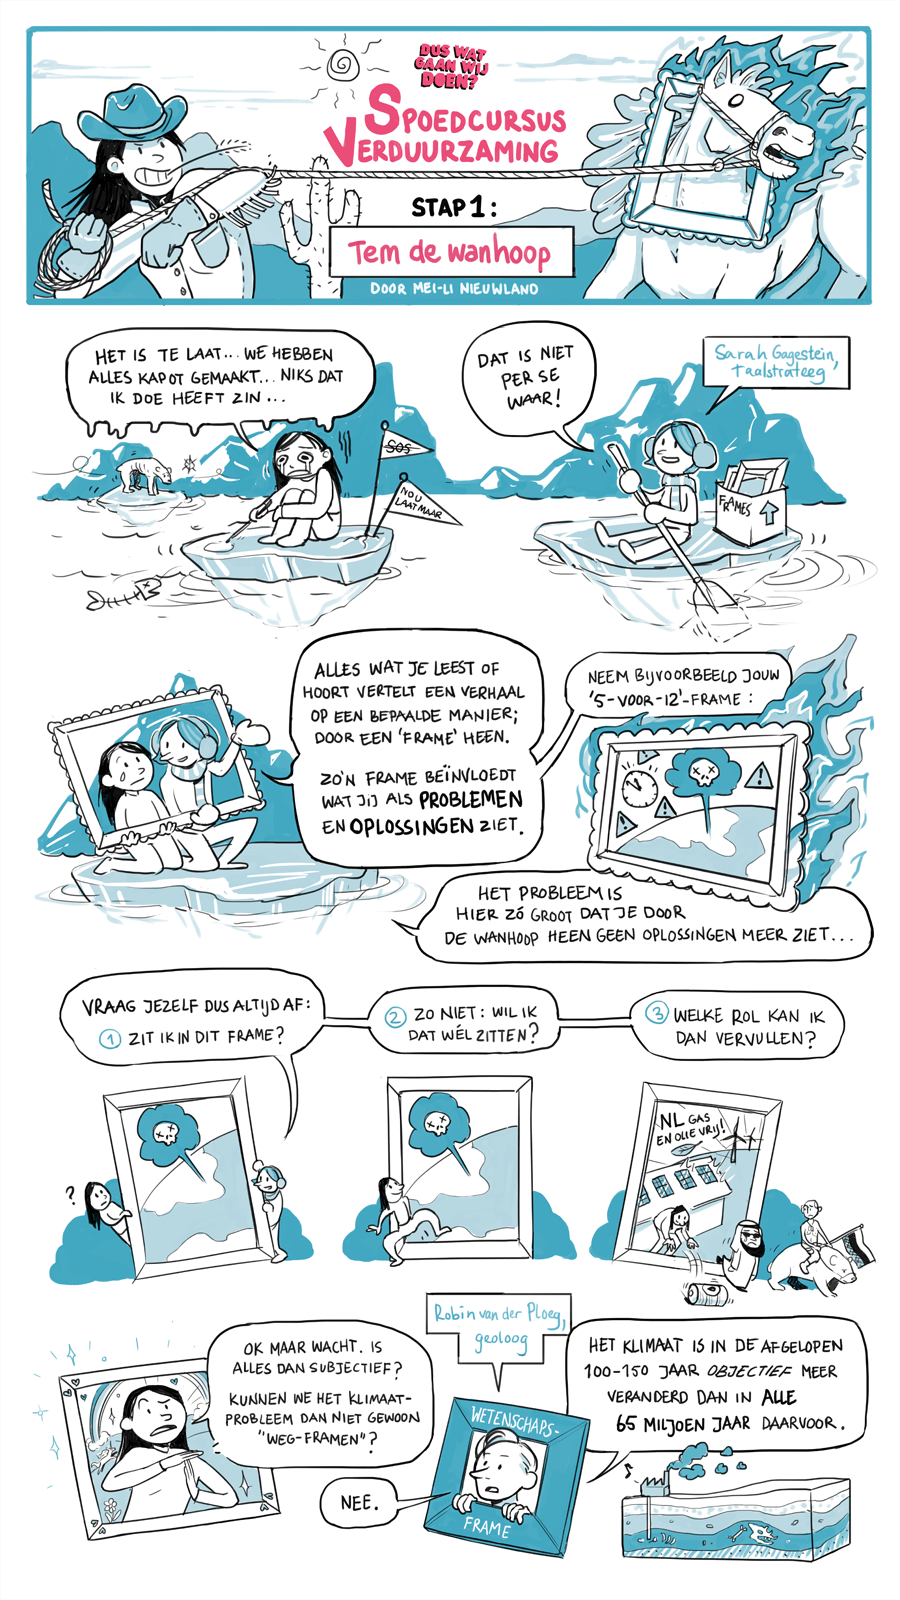 DUS WAT
GAAN WIJ
DOEN?
SPOEDCURSUS
VERDUURZAMING
STAP 1:
Tem de wanhoop
DOOR MEI-LI NIEUWLAND
HET IS TE LAAT... WE HEBBEN
ALLES KAPOT GEMAAKT... NIKS DAT
IK DOE HEEFT ZIN...
SOS
NOU
LAAT MAAR
DAT IS NIET
PER SE
WAAR!
Sarah Gagestein,
Taalstrateeg
FRAMES
ALLES WAT JE LEEST OF
HOORT VERTELT EEN VERHAAL
OP EEN BEPAALDE MANIER;
DOOR EEN 'FRAME' HEEN.
ZO'N FRAME BEÏNVLOEDT
WAT JIJ ALS PROBLEMEN
EN OPLOSSINGEN ZIET.
NEEM BIJVOORBEELD JOUW
'5-VOOR-12'-FRAME:
HET PROBLEEM IS
HIER ZÓ GROOT DAT JE DOOR
DE WANHOOP HEEN GEEN OPLOSSINGEN MEER ZIET...
VRAAG JEZELF DUS ALTIJD AF:
1 ZIT IK IN DIT FRAME?
2 ZO NIET: WIL IK
DAT WÉL ZITTEN?
3 WELKE ROL KAN IK
DAN VERVULLEN?
?
NL GAS
EN OLIE VRIJ!
OK MAAR WACHT. IS
ALLES DAN SUBJECTIEF?
KUNNEN WE HET KLIMAAT-
PROBLEEM DAN NIET GEWOON
"WEG-FRAMEN"?
Robin van der Ploeg,
geoloog
NEE.
WETENSCHAPS-
FRAME
HET KLIMAAT IS IN DE AFGELOPEN
100-150 JAAR OBJECTIEF MEER
VERANDERD DAN IN ALLE
65 MILJOEN JAAR DAARVOOR.